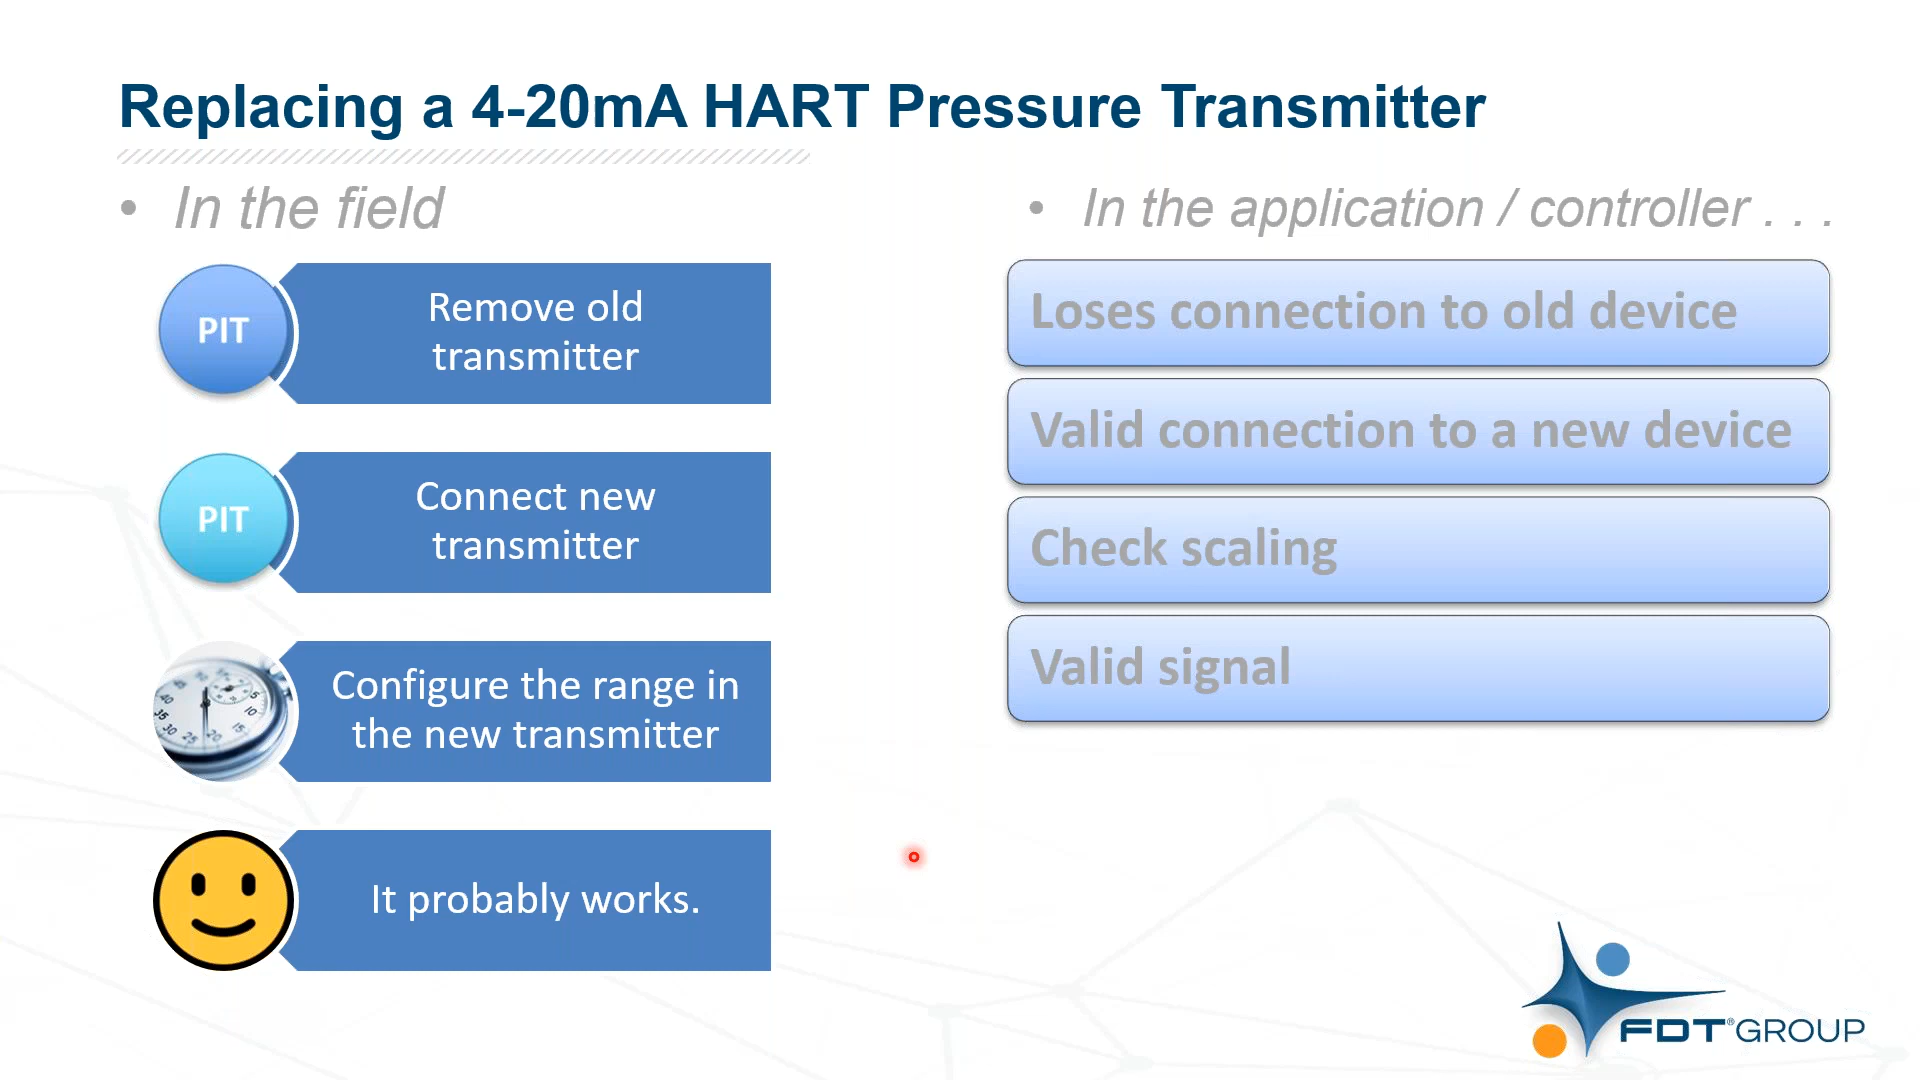 Replacing a 4-20mA HART Pressure Transmitter
• In the field
PIT
Remove old
transmitter
PIT
Connect new
transmitter
Configure the range in
the new transmitter
It probably works.
• In the application / controller . . .
Loses connection to old device
Valid connection to a new device
Check scaling
Valid signal
FDT® GROUP